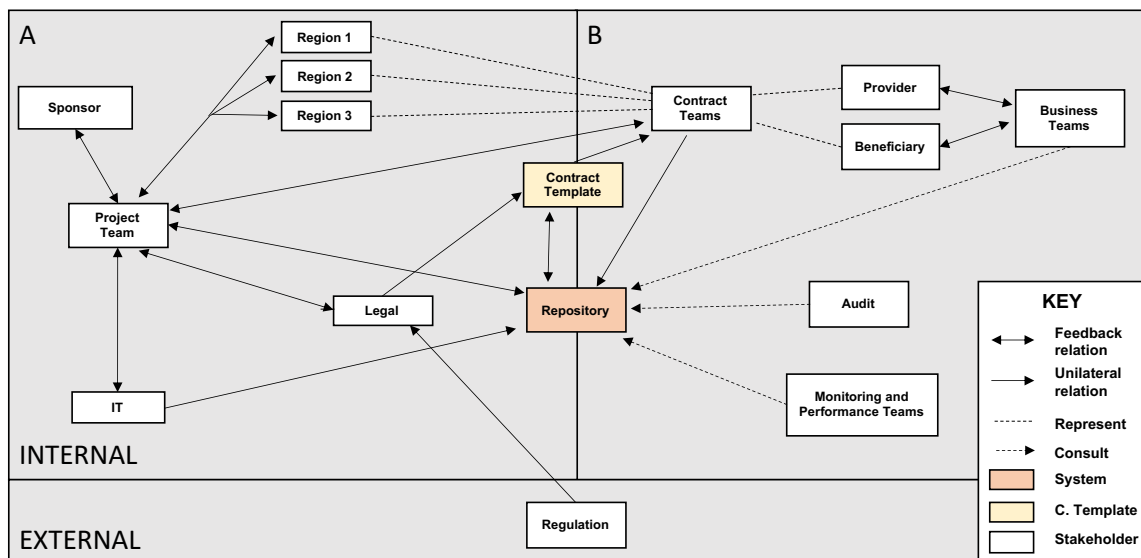 A
B
Region 1
Region 2
Region 3
Sponsor
Contract
Teams
Provider
Beneficiary
Business
Teams
Contract
Template
Project
Team
Legal
Repository
Audit
IT
Monitoring and
Performance Teams
INTERNAL
Regulation
EXTERNAL
KEY
Feedback
relation
Unilateral
relation
Represent
Consult
System
C. Template
Stakeholder